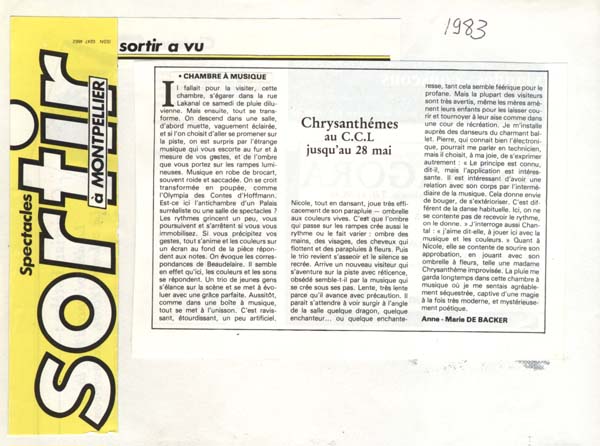 1983
sortir a vu
Spectacles
sortir
à MONTPELLIER
• CHAMBRE À MUSIQUE
Il fallait pour la visiter, cette
chambre, s'égarer dans la rue
Lakanal ce samedi de pluie dilu-
vienne. Mais ensuite, tout se trans-
forme. On descend dans une salle,
d'abord muette, vaguement éclairée,
et si l'on choisit d'aller se promener sur
la piste, on est surpris par l'étrange
musique qui vous escorte au fur et à
mesure de vos gestes, et de l'ombre
que vous portez sur les rampes lumi-
neuses. Musique en robe de brocart,
souvent roide et saccadée. On se croit
transformée en poupée, comme
l'Olympia des Contes d'Hoffmann.
Est-ce ici l'antichambre d'un Palais
surréaliste ou une salle de spectacles ?
Les rythmes grincent un peu, vous
poursuivent et s'arrêtent si vous vous
immobilisez. Si vous précipitez vos
gestes, tout s'anime et les couleurs sur
un écran au fond de la pièce répon-
dent aux notes. On évoque les corres-
pondances de Beaudelaire. Il semble
en effet qu'ici, les couleurs et les sons
se répondent. Un trio de jeunes gens
s'élance sur la scène et se met à évo-
luer avec une grâce parfaite. Aussitôt,
comme dans une boîte à musique,
tout se met à l'unisson. C'est ravis-
sant, étourdissant, un peu artificiel.
Chrysanthémes
au C.C.L
jusqu'au 28 mai
Nicole, tout en dansant, joue très effi-
cacement de son parapluie — ombrelle
aux couleurs vives. C'est que l'ombre
qui passe sur les rampes crée aussi le
rythme ou le fait varier : ombre des
mains, des visages, des cheveux qui
flottent et des parapluies à fleurs. Puis
le trio revient s'asseoir et le silence se
recrée. Arrive un nouveau visiteur qui
s'aventure sur la piste avec réticence,
obsédé semble-t-il par la musique qui
se crée sous ses pas. Lente, très lente
parce qu'il avance avec précaution. Il
parait s'attendre à voir surgir à l'angle
de la salle quelque dragon, quelque
enchanteur... ou quelque enchante-
resse, tant cela semble féérique pour le
profane. Mais la plupart des visiteurs
sont très avertis, même les mères amè-
nent leurs enfants pour les laisser cou-
rir et tournoyer à leur aise comme dans
une cour de récréation. Je m'installe
auprès des danseurs du charmant bal-
let. Pierre, qui connait bien l'électroni-
que, pourrait me parler en technicien,
mais il choisit, à ma joie, de s'exprimer
autrement : « Le principe est connu,
dit-il, mais l'application est intéres-
sante. Il est intéressant d'avoir une
relation avec son corps par l'intermé-
diaire de la musique. Cela donne envie
de bouger, de s'extérioriser. C'est dif-
férent de la danse habituelle. Ici, on ne
se contente pas de recevoir le rythme,
on le donne. » J'interroge aussi Chan-
tal : « j'aime dit-elle, à jouer ici avec la
musique et les couleurs. » Quant à
Nicole, elle se contente de sourire son
approbation, en jouant avec son
ombrelle à fleurs, telle une madame
Chrysanthème improvisée. La pluie me
garda longtemps dans cette chambre à
musique où je me sentais agréable-
ment séquestrée, captive d'une magie
à la fois très moderne, et mystérieuse-
ment poétique.
Anne - Marie DE BACKER